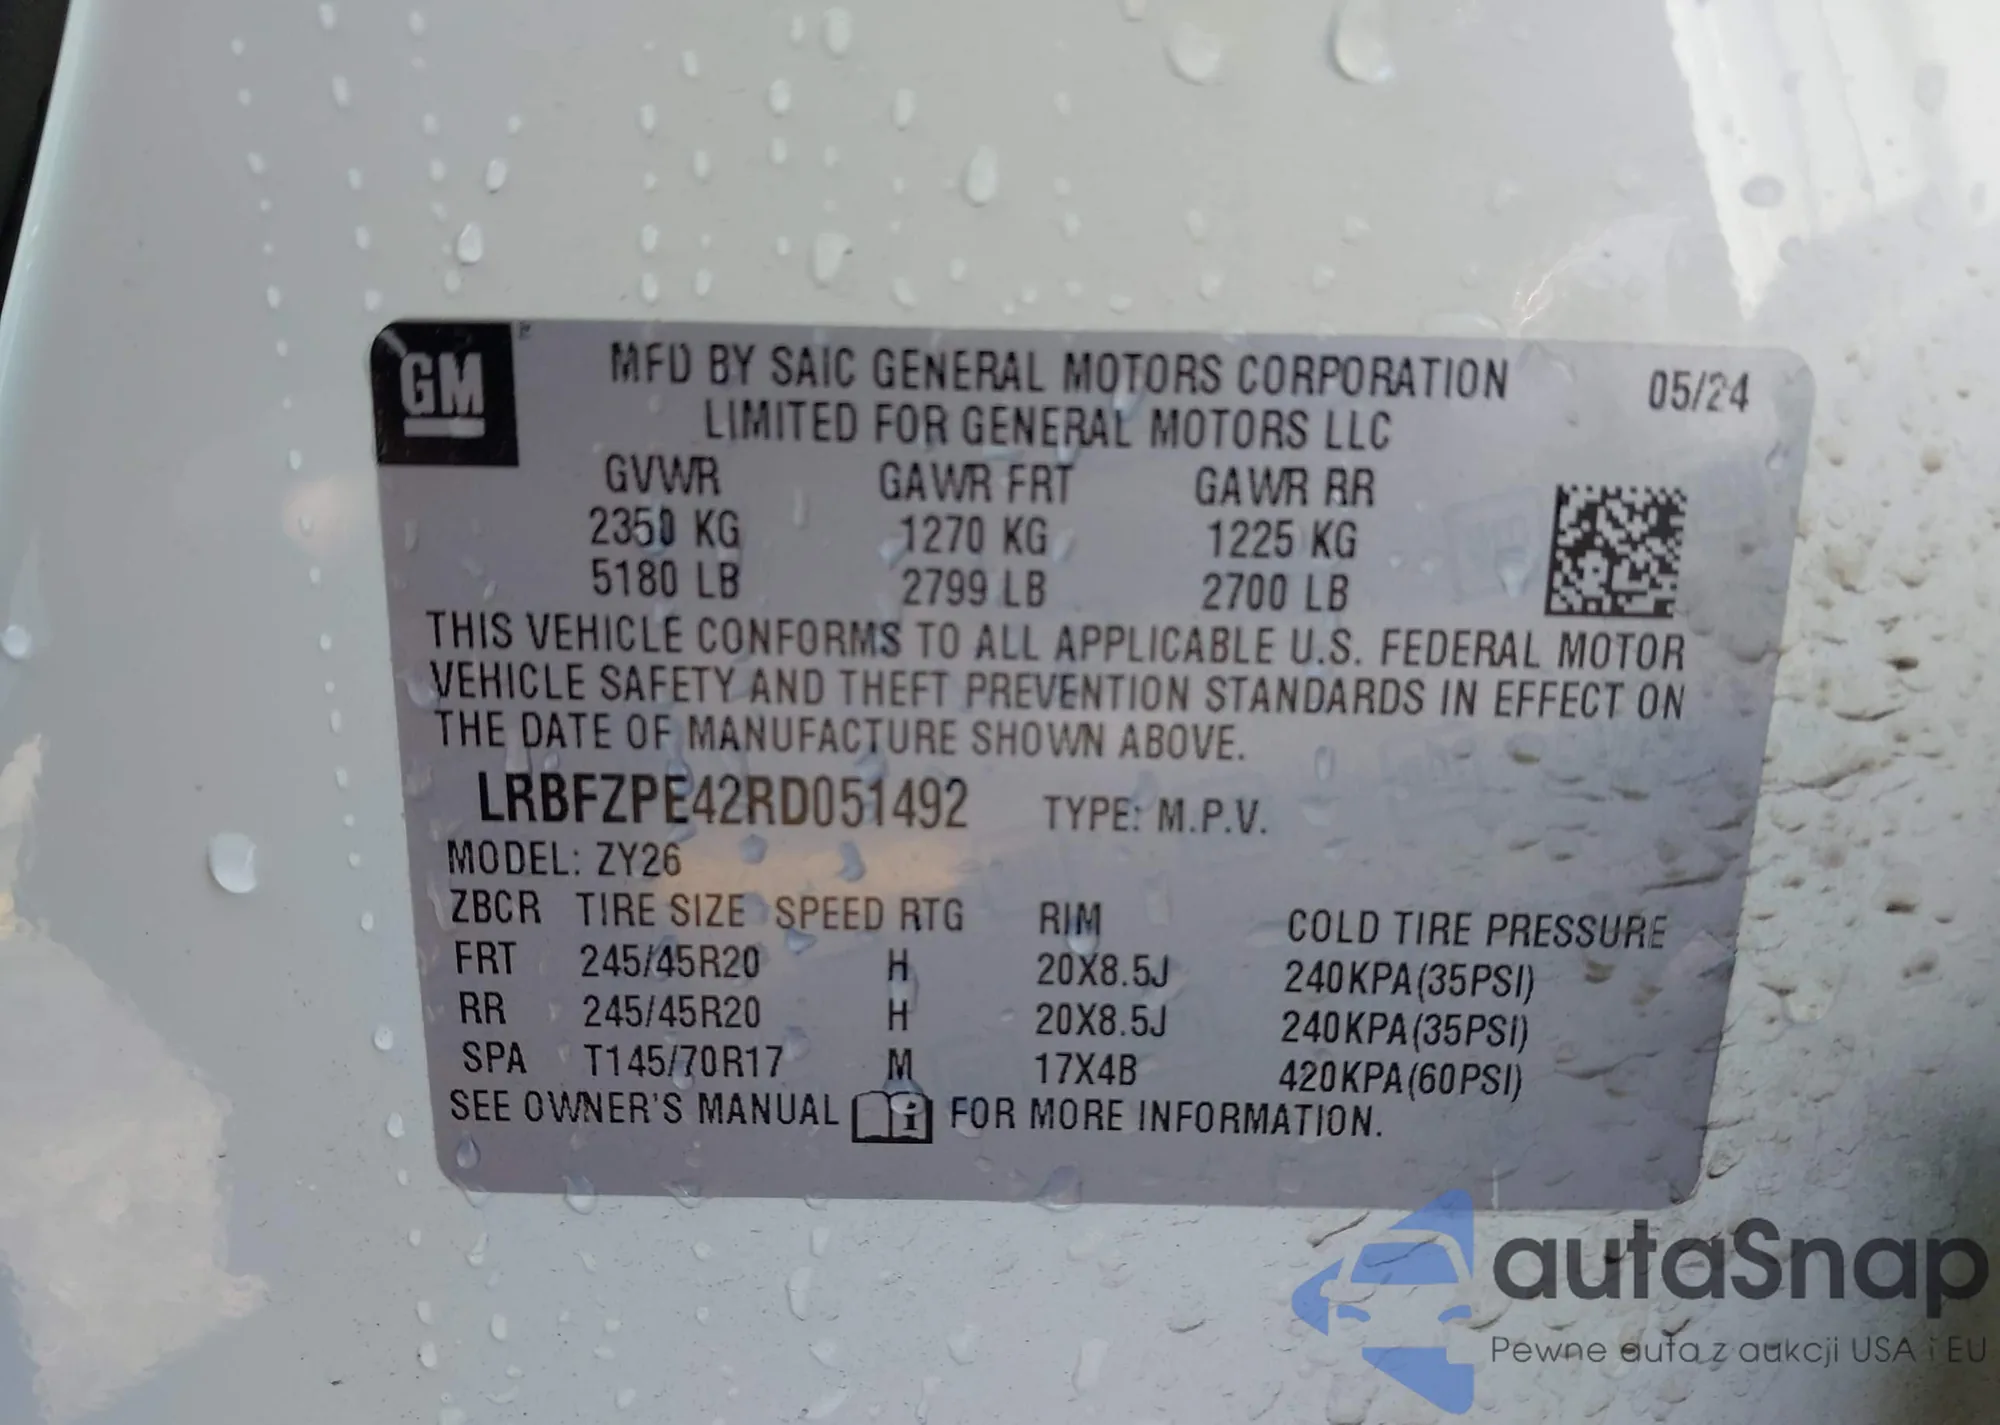 GM
MFD BY SAIC GENERAL MOTORS CORPORATION
LIMITED FOR GENERAL MOTORS LLC
05/24
GVWR GAWR FRT GAWR RR
2350 KG 1270 KG 1225 KG
5180 LB 2799 LB 2700 LB
THIS VEHICLE CONFORMS TO ALL APPLICABLE U.S. FEDERAL MOTOR
VEHICLE SAFETY AND THEFT PREVENTION STANDARDS IN EFFECT ON
THE DATE OF MANUFACTURE SHOWN ABOVE.
LRBFZPE42RD051492 TYPE: M.P.V.
MODEL: ZY26
ZBCR TIRE SIZE SPEED RTG RIM COLD TIRE PRESSURE
FRT 245/45R20 H 20X8.5J 240KPA(35PSI)
RR 245/45R20 H 20X8.5J 240KPA(35PSI)
SPA T145/70R17 M 17X4B 420KPA(60PSI)
SEE OWNER'S MANUAL i FOR MORE INFORMATION.
autaSnap
Pewne auta z aukcji USA i EU